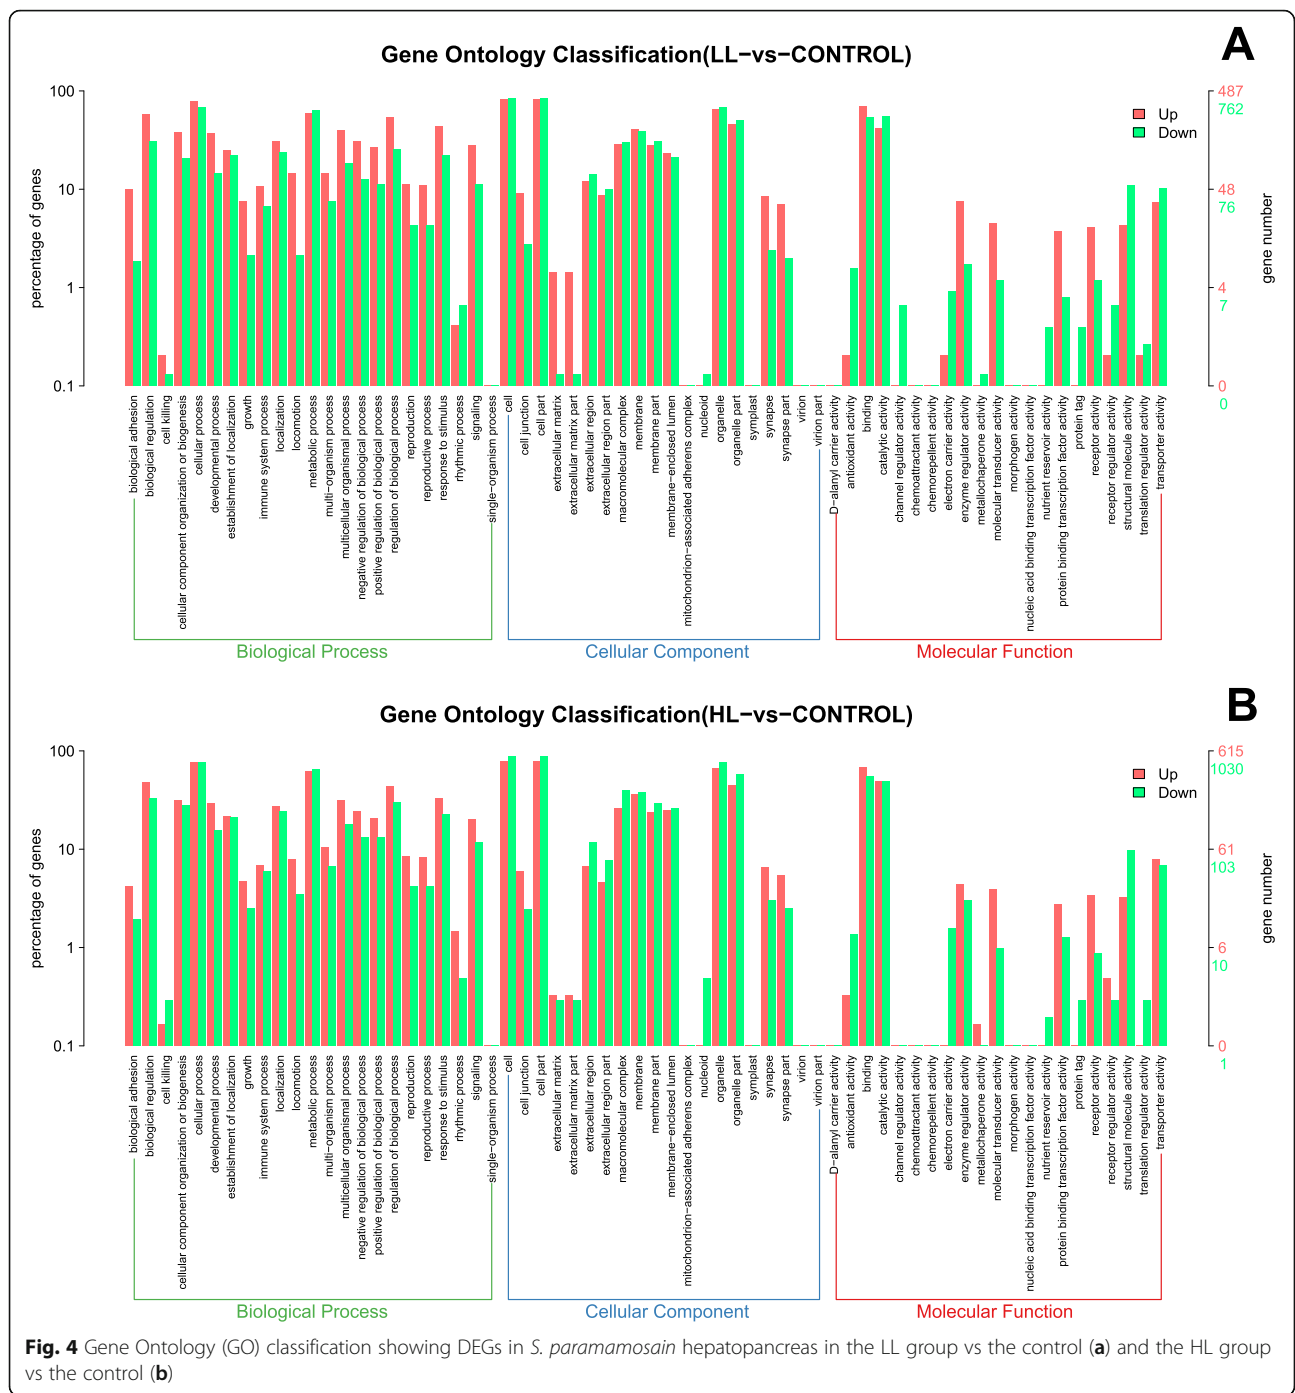 A
Gene Ontology Classification(LL−vs−CONTROL)
percentage of genes
100
10
1
0.1
Up
Down
487
762
48
76
4
7
0
0
gene number
biological adhesion
biological regulation
cell killing
cellular component organization or biogenesis
cellular process
developmental process
establishment of localization
growth
immune system process
localization
locomotion
metabolic process
multi−organism process
multicellular organismal process
negative regulation of biological process
positive regulation of biological process
regulation of biological process
reproduction
reproductive process
response to stimulus
rhythmic process
signaling
single−organism process
cell
cell junction
cell part
extracellular matrix
extracellular matrix part
extracellular region
extracellular region part
macromolecular complex
membrane
membrane part
membrane−enclosed lumen
mitochondrion−associated adherens complex
nucleoid
organelle
organelle part
symplast
synapse
synapse part
virion
virion part
D−alanyl carrier activity
antioxidant activity
binding
catalytic activity
channel regulator activity
chemoattractant activity
chemorepellent activity
electron carrier activity
enzyme regulator activity
metallochaperone activity
molecular transducer activity
morphogen activity
nucleic acid binding transcription factor activity
nutrient reservoir activity
protein binding transcription factor activity
protein tag
receptor activity
receptor regulator activity
structural molecule activity
translation regulator activity
transporter activity
Biological Process
Cellular Component
Molecular Function
B
Gene Ontology Classification(HL−vs−CONTROL)
percentage of genes
100
10
1
0.1
Up
Down
615
1030
61
103
6
10
0
1
gene number
biological adhesion
biological regulation
cell killing
cellular component organization or biogenesis
cellular process
developmental process
establishment of localization
growth
immune system process
localization
locomotion
metabolic process
multi−organism process
multicellular organismal process
negative regulation of biological process
positive regulation of biological process
regulation of biological process
reproduction
reproductive process
response to stimulus
rhythmic process
signaling
single−organism process
cell
cell junction
cell part
extracellular matrix
extracellular matrix part
extracellular region
extracellular region part
macromolecular complex
membrane
membrane part
membrane−enclosed lumen
mitochondrion−associated adherens complex
nucleoid
organelle
organelle part
symplast
synapse
synapse part
virion
virion part
D−alanyl carrier activity
antioxidant activity
binding
catalytic activity
channel regulator activity
chemoattractant activity
chemorepellent activity
electron carrier activity
enzyme regulator activity
metallochaperone activity
molecular transducer activity
morphogen activity
nucleic acid binding transcription factor activity
nutrient reservoir activity
protein binding transcription factor activity
protein tag
receptor activity
receptor regulator activity
structural molecule activity
translation regulator activity
transporter activity
Biological Process
Cellular Component
Molecular Function
Fig. 4 Gene Ontology (GO) classification showing DEGs in S. paramamosain hepatopancreas in the LL group vs the control (a) and the HL group
vs the control (b)